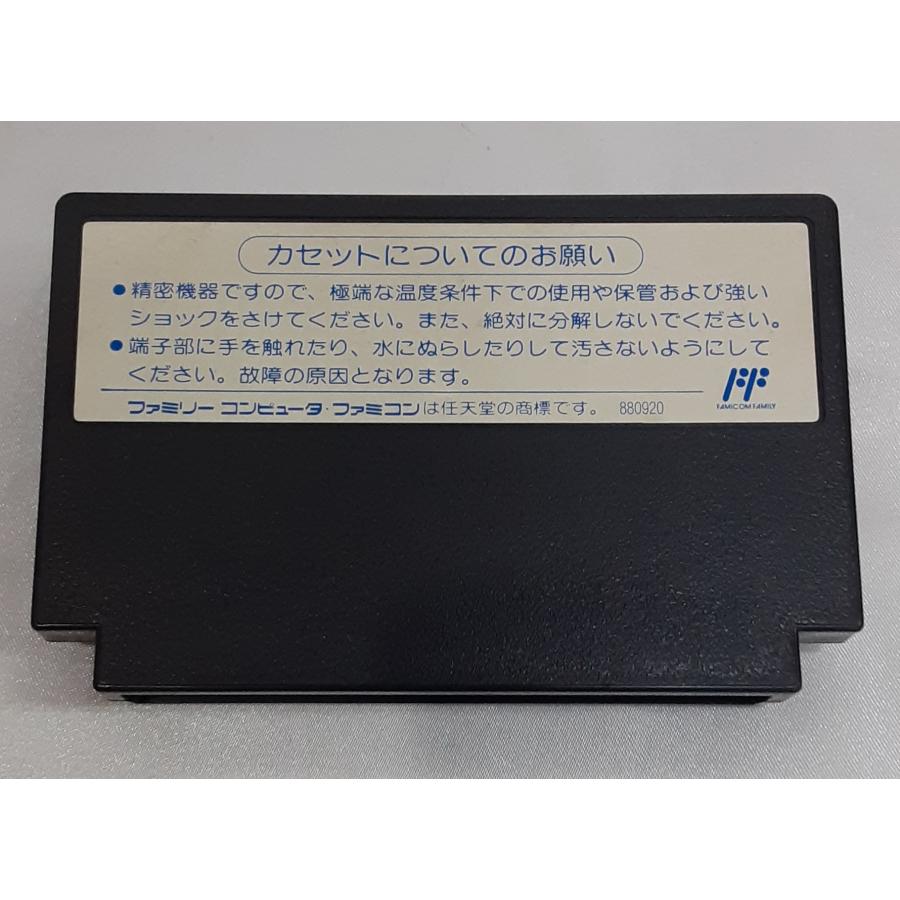 カセットについてのお願い
●精密機器ですので、極端な温度条件下での使用や保管および強い
ショックをさけてください。また、絶対に分解しないでください。
●端子部に手を触れたり、水にぬらしたりして汚さないようにして
ください。故障の原因となります。
FAMICOM FAMILY
ファミリー コンピュータ・ファミコンは任天堂の商標です。 880920